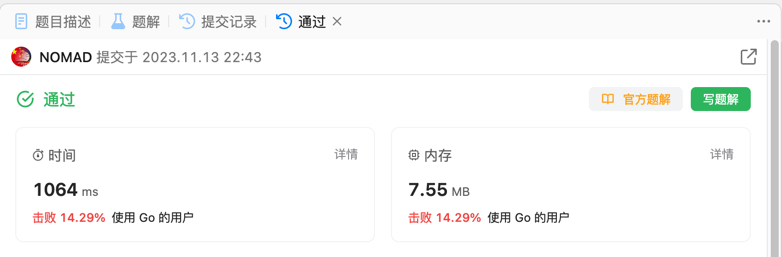 题目描述 题解 提交记录 通过
NOMAD 提交于 2023.11.13 22:43
通过 官方题解 写题解
时间 详情 内存 详情
1064 ms 7.55 MB
击败 14.29% 使用 Go 的用户 击败 14.29% 使用 Go 的用户